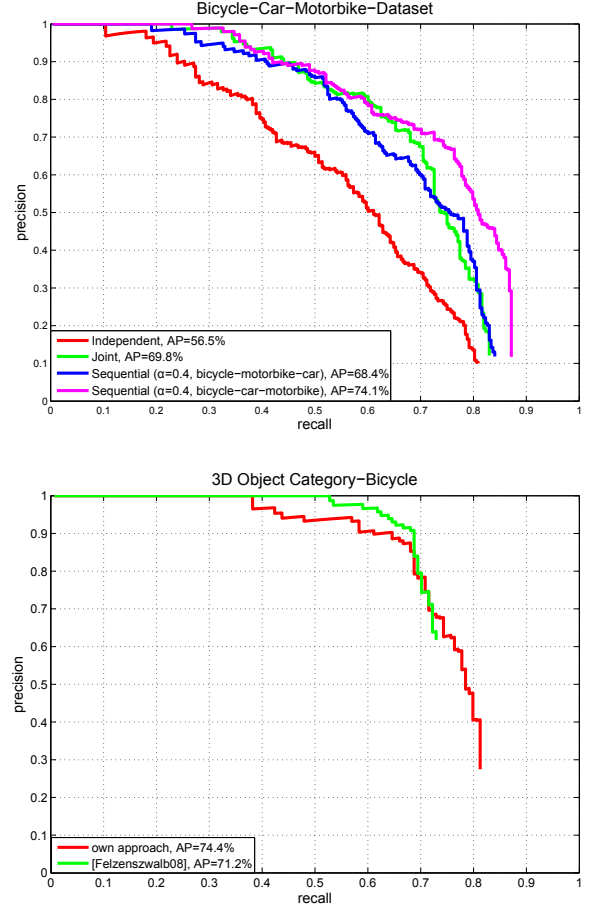 Bicycle−Car−Motorbike−Dataset
1
0.9
0.8
0.7
0.6
0.5
0.4
0.3
0.2
0.1
0
precision
Independent, AP=56.5%
Joint, AP=69.8%
Sequential (α=0.4, bicycle−motorbike−car), AP=68.4%
Sequential (α=0.4, bicycle−car−motorbike), AP=74.1%
0 0.1 0.2 0.3 0.4 0.5 0.6 0.7 0.8 0.9 1
recall
3D Object Category−Bicycle
1
0.9
0.8
0.7
0.6
0.5
0.4
0.3
0.2
0.1
0
precision
own approach, AP=74.4%
[Felzenszwalb08], AP=71.2%
0 0.1 0.2 0.3 0.4 0.5 0.6 0.7 0.8 0.9 1
recall